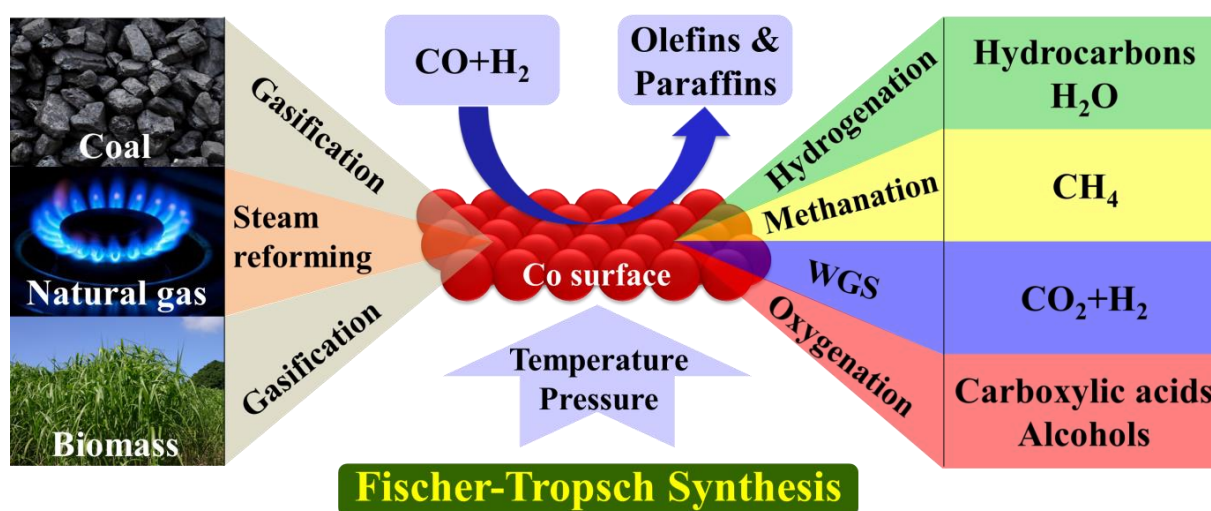 Coal
Natural gas
Biomass
Gasification
Steam
reforming
Gasification
CO+H₂
Olefins &
Paraffins
Co surface
Temperature
Pressure
Hydrogenation
Methanation
WGS
Oxygenation
Hydrocarbons
H₂O
CH₄
CO₂+H₂
Carboxylic acids
Alcohols
Fischer-Tropsch Synthesis